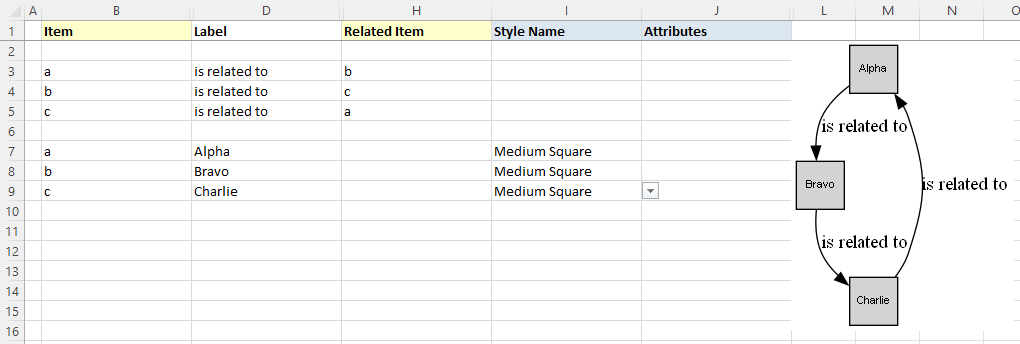 A B D H I J L M N O
1 Item Label Related Item Style Name Attributes
2
3 a is related to b
4 b is related to c
5 c is related to a
6
7 a Alpha Medium Square
8 b Bravo Medium Square
9 c Charlie Medium Square
10
11
12
13
14
15
16
Alpha
is related to
Bravo
is related to
is related to
Charlie